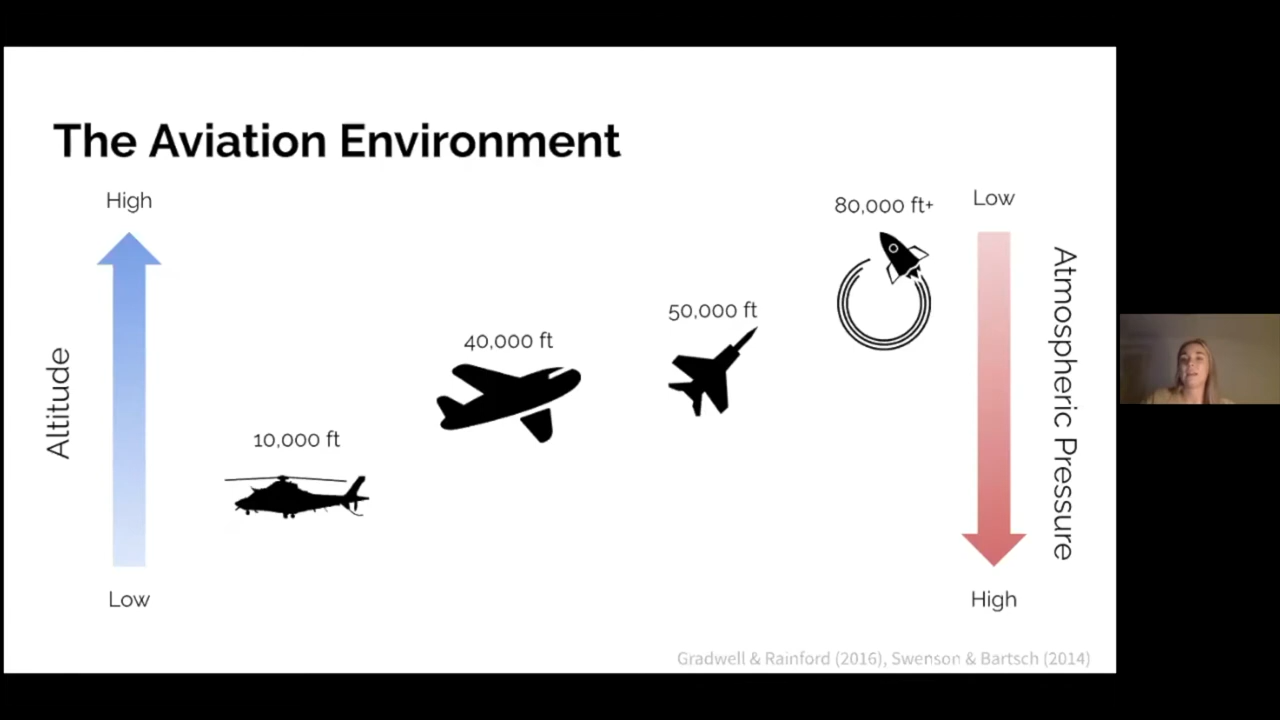 The Aviation Environment
High
Altitude
Low
10,000 ft
40,000 ft
50,000 ft
80,000 ft+
Low
Atmospheric Pressure
High
Gradwell & Rainford (2016), Swenson & Bartsch (2014)